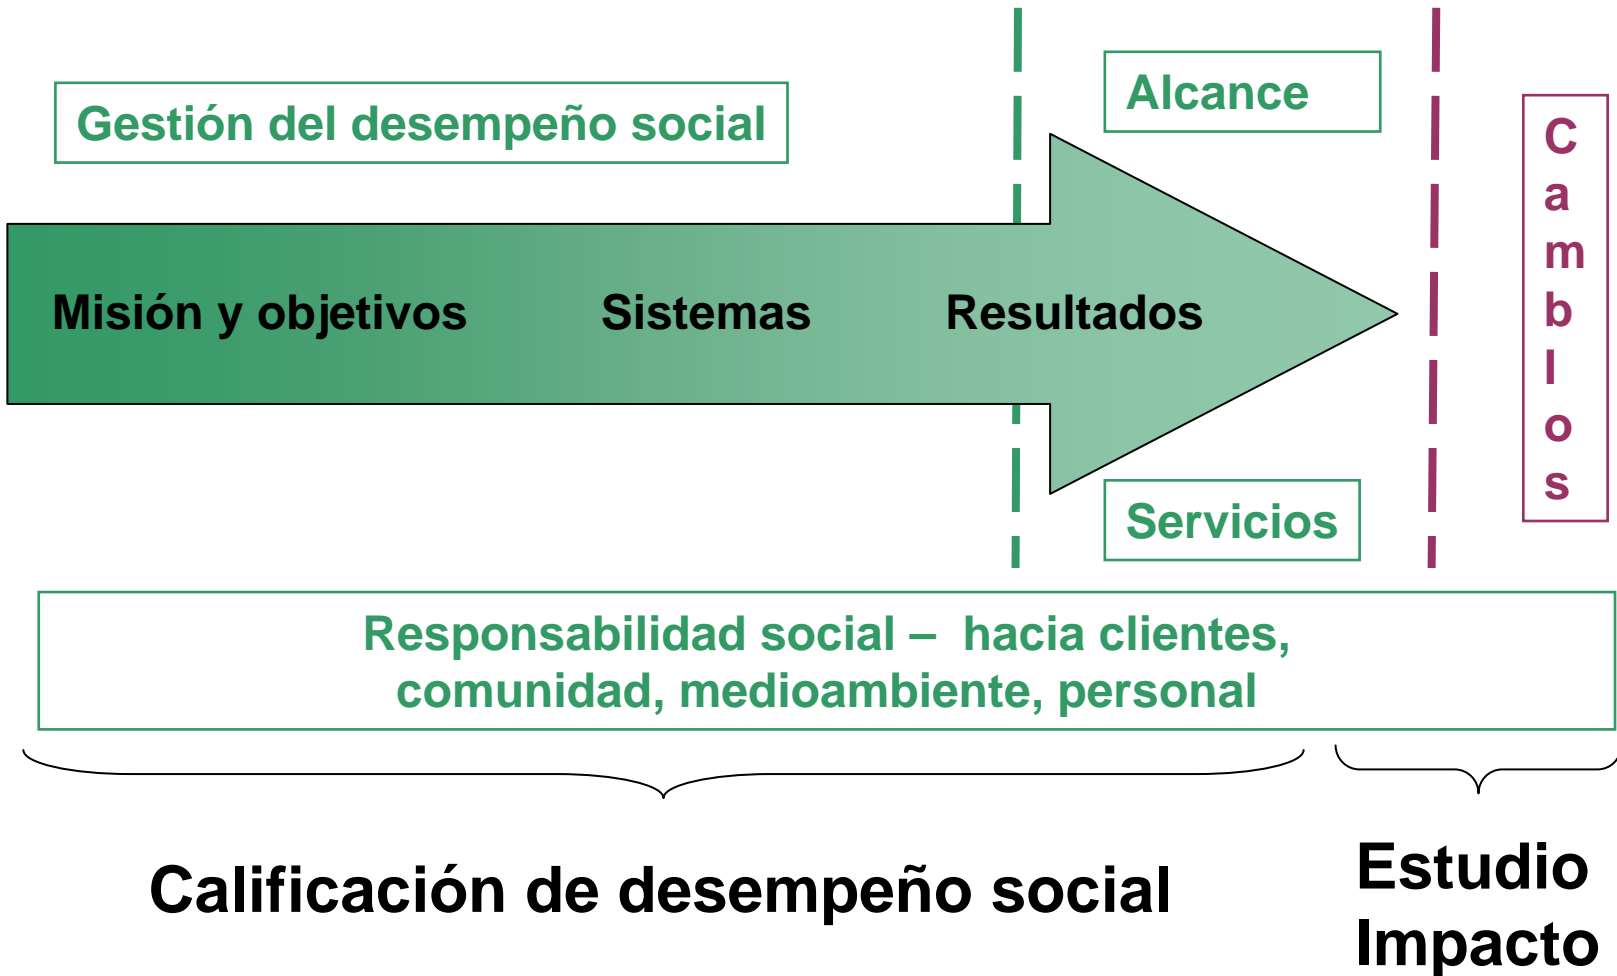 Gestión del desempeño social
Alcance
C
a
m
b
I
o
s
Misión y objetivos
Sistemas
Resultados
Servicios
Responsabilidad social – hacia clientes,
comunidad, medioambiente, personal
Calificación de desempeño social
Estudio
Impacto